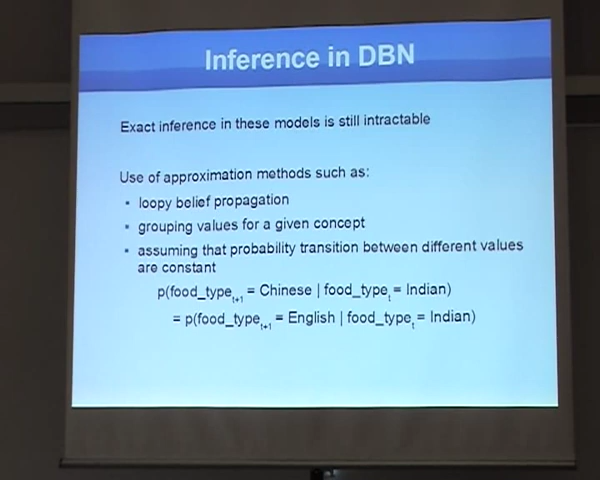 Inference in DBN
Exact inference in these models is still intractable
Use of approximation methods such as:
▪ loopy belief propagation
▪ grouping values for a given concept
▪ assuming that probability transition between different values
are constant
p(food_type_t+1 = Chinese | food_type_t = Indian)
= p(food_type_t+1 = English | food_type_t = Indian)